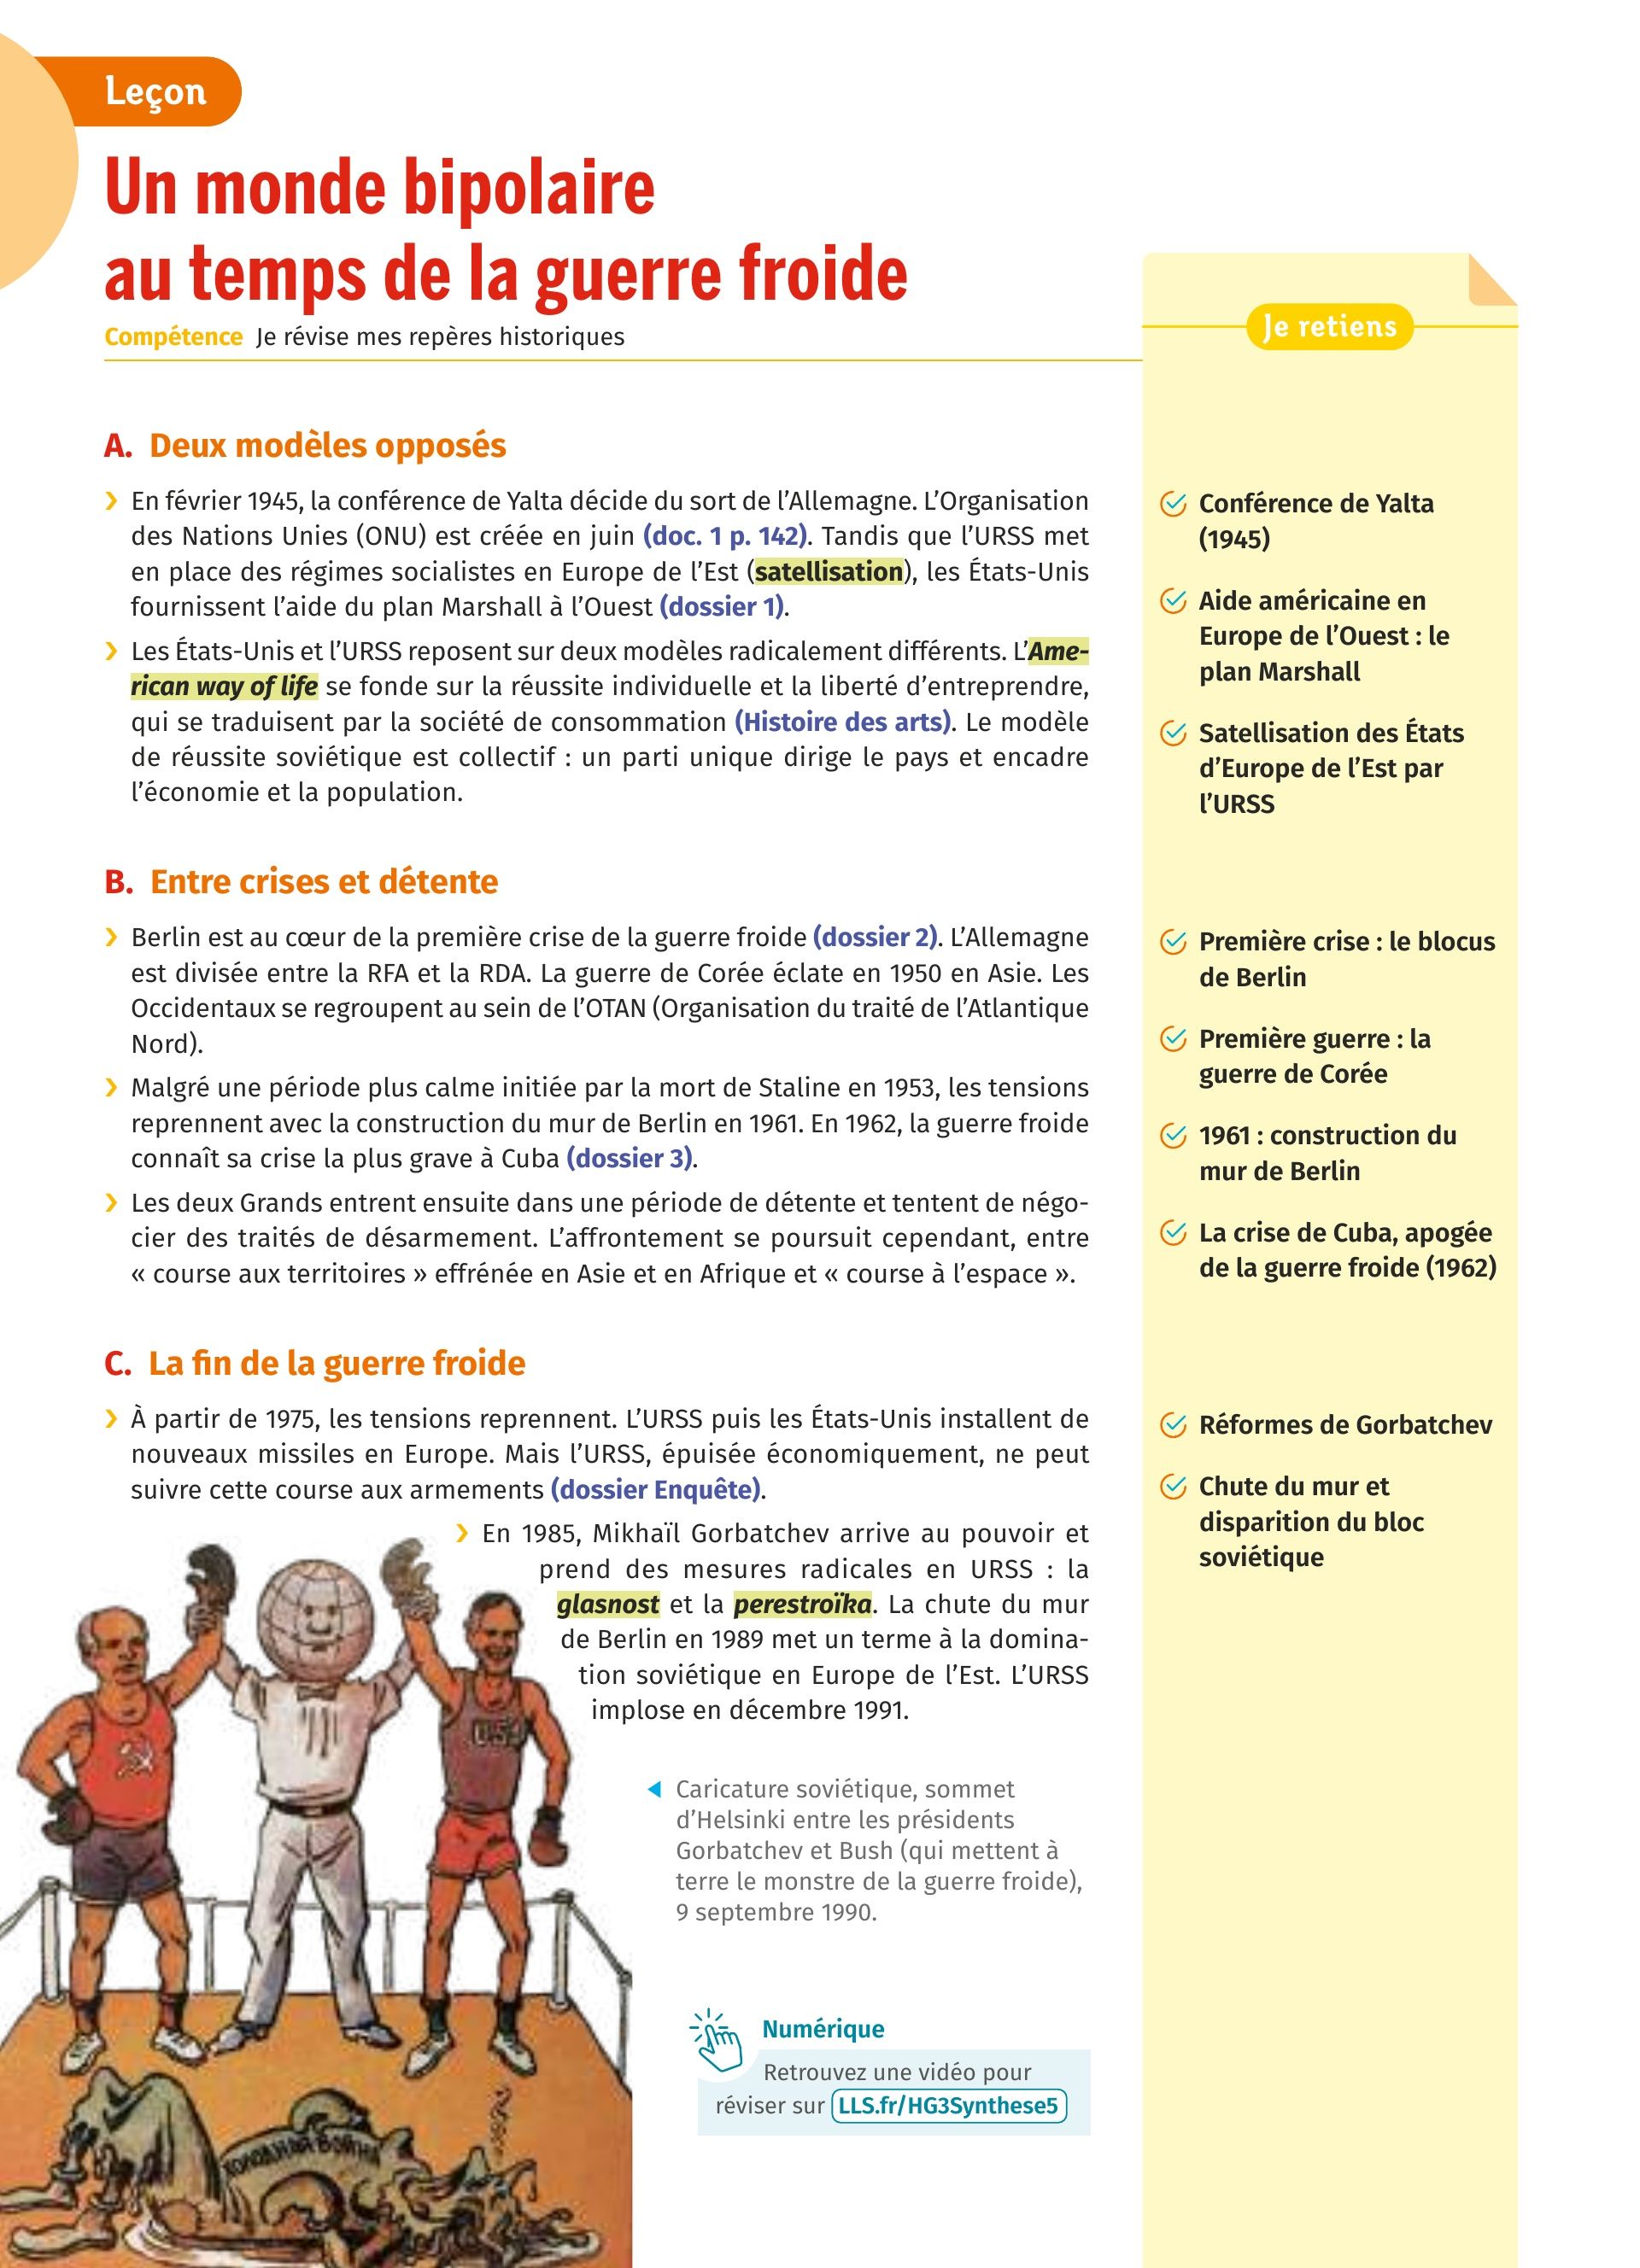 Leçon
Un monde bipolaire
au temps de la guerre froide
Compétence Je révise mes repères historiques
A. Deux modèles opposés
› En février 1945, la conférence de Yalta décide du sort de l’Allemagne. L’Organisation
des Nations Unies (ONU) est créée en juin (doc. 1 p. 142). Tandis que l’URSS met
en place des régimes socialistes en Europe de l’Est (satellisation), les États-Unis
fournissent l’aide du plan Marshall à l’Ouest (dossier 1).
› Les États-Unis et l’URSS reposent sur deux modèles radicalement différents. L’Ame-
rican way of life se fonde sur la réussite individuelle et la liberté d’entreprendre,
qui se traduisent par la société de consommation (Histoire des arts). Le modèle
de réussite soviétique est collectif : un parti unique dirige le pays et encadre
l’économie et la population.
B. Entre crises et détente
› Berlin est au cœur de la première crise de la guerre froide (dossier 2). L’Allemagne
est divisée entre la RFA et la RDA. La guerre de Corée éclate en 1950 en Asie. Les
Occidentaux se regroupent au sein de l’OTAN (Organisation du traité de l’Atlantique
Nord).
› Malgré une période plus calme initiée par la mort de Staline en 1953, les tensions
reprennent avec la construction du mur de Berlin en 1961. En 1962, la guerre froide
connaît sa crise la plus grave à Cuba (dossier 3).
› Les deux Grands entrent ensuite dans une période de détente et tentent de négo-
cier des traités de désarmement. L’affrontement se poursuit cependant, entre
« course aux territoires » effrénée en Asie et en Afrique et « course à l’espace ».
C. La fin de la guerre froide
› À partir de 1975, les tensions reprennent. L’URSS puis les États-Unis installent de
nouveaux missiles en Europe. Mais l’URSS, épuisée économiquement, ne peut
suivre cette course aux armements (dossier Enquête).
› En 1985, Mikhaïl Gorbatchev arrive au pouvoir et
prend des mesures radicales en URSS : la
glasnost et la perestroïka. La chute du mur
de Berlin en 1989 met un terme à la domina-
tion soviétique en Europe de l’Est. L’URSS
implose en décembre 1991.
◀ Caricature soviétique, sommet
d’Helsinki entre les présidents
Gorbatchev et Bush (qui mettent à
terre le monstre de la guerre froide),
9 septembre 1990.
Numérique
Retrouvez une vidéo pour
réviser sur LLS.fr/HG3Synthese5
Je retiens
Conférence de Yalta
(1945)
Aide américaine en
Europe de l’Ouest : le
plan Marshall
Satellisation des États
d’Europe de l’Est par
l’URSS
Première crise : le blocus
de Berlin
Première guerre : la
guerre de Corée
1961 : construction du
mur de Berlin
La crise de Cuba, apogée
de la guerre froide (1962)
Réformes de Gorbatchev
Chute du mur et
disparition du bloc
soviétique